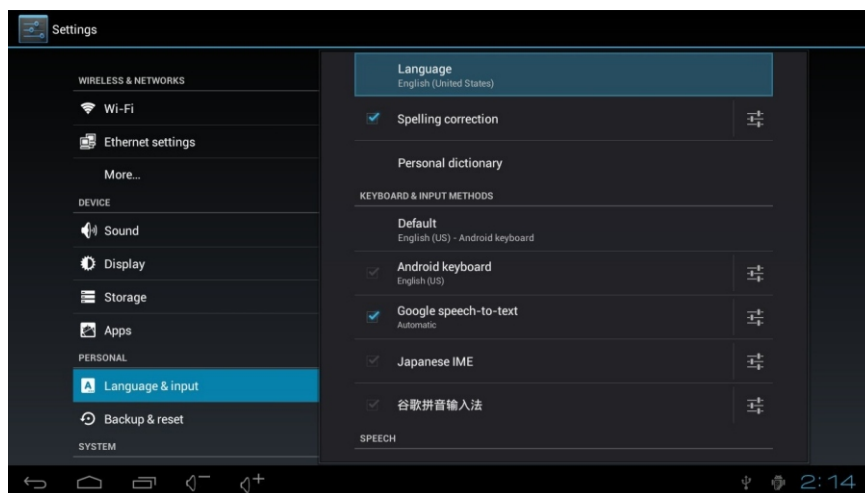 Settings
WIRELESS & NETWORKS
Wi-Fi
Ethernet settings
More...
DEVICE
Sound
Display
Storage
Apps
PERSONAL
Language & input
Backup & reset
SYSTEM
Language
English (United States)
Spelling correction
Personal dictionary
KEYBOARD & INPUT METHODS
Default
English (US) - Android keyboard
Android keyboard
English (US)
Google speech-to-text
Automatic
Japanese IME
谷歌拼音输入法
SPEECH
2:14